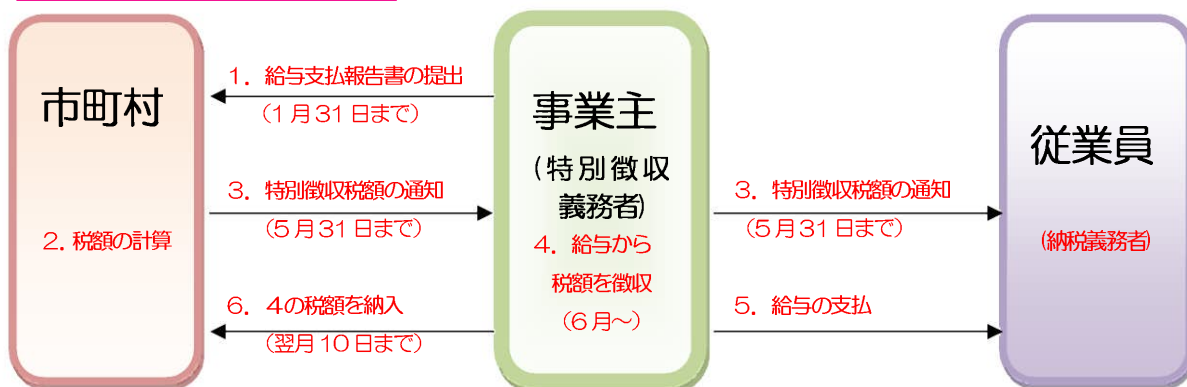 市町村
2．税額の計算
1．給与支払報告書の提出
（1月31日まで）
3．特別徴収税額の通知
（5月31日まで）
6．4の税額を納入
（翌月10日まで）
事業主
（特別徴収
義務者）
4．給与から
税額を徴収
（6月～）
3．特別徴収税額の通知
（5月31日まで）
5．給与の支払
従業員
（納税義務者）